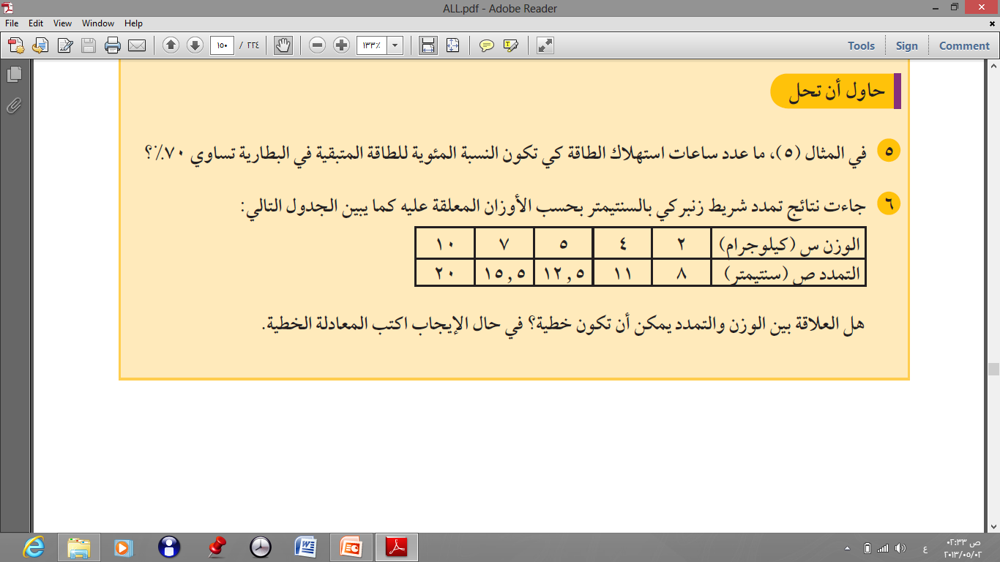 ALL.pdf - Adobe Reader
File Edit View Window Help
١٥٠ / ٢٢٤ ١٣٣٪ Tools Sign Comment
حاول أن تحل
٥ في المثال (٥)، ما عدد ساعات استهلاك الطاقة كي تكون النسبة المئوية للطاقة المتبقية في البطارية تساوي ٧٠٪؟
٦ جاءت نتائج تمدد شريط زنبركي بالسنتيمتر بحسب الأوزان المعلقة عليه كما يبين الجدول التالي:
الوزن س (كيلوجرام) ٢ ٤ ٥ ٧ ١٠
التمدد ص (سنتيمتر) ٨ ١١ ١٢,٥ ١٥,٥ ٢٠
هل العلاقة بين الوزن والتمدد يمكن أن تكون خطية؟ في حال الإيجاب اكتب المعادلة الخطية.
ع ٠٢:٣٣ ص
٢٠١٣/٠٥/٠٢